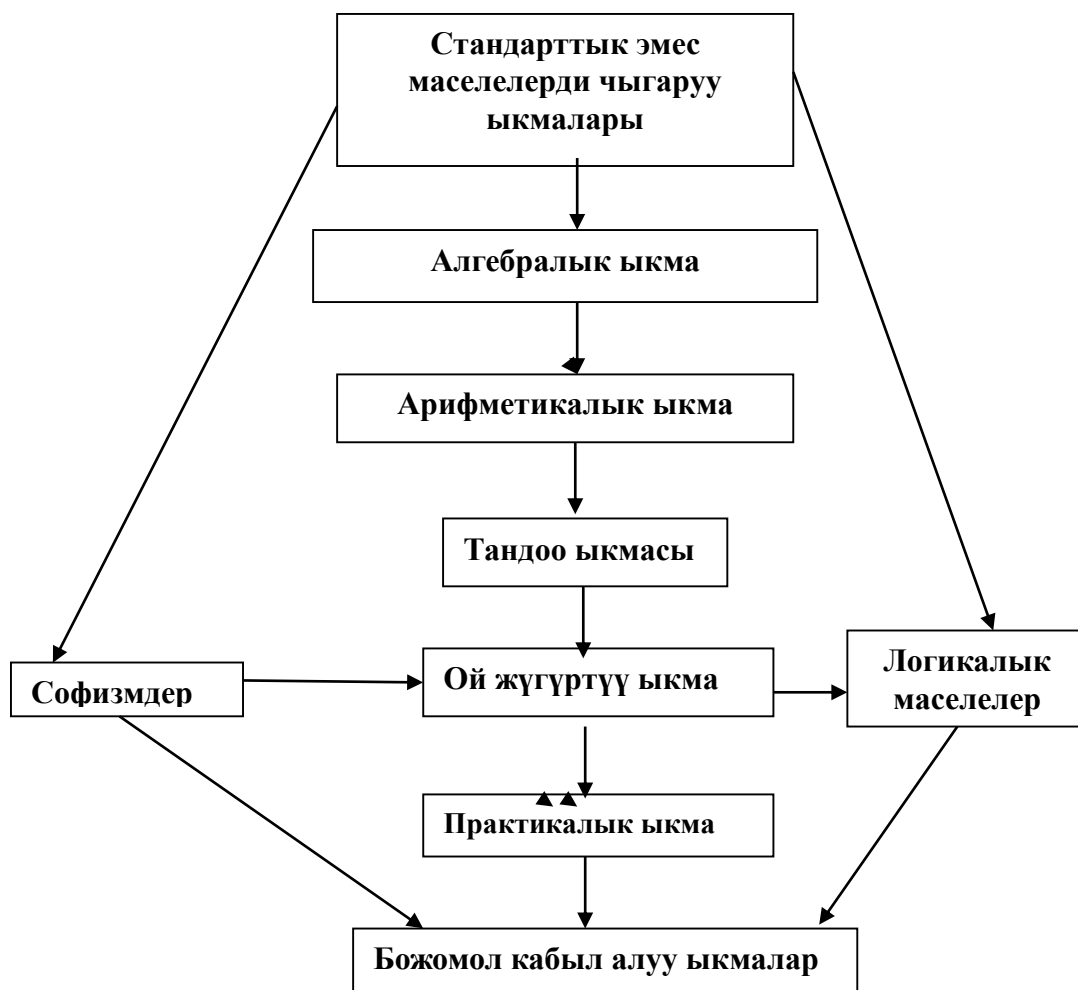 Стандарттык эмес
маселелерди чыгаруу
ыкмалары
Алгебралык ыкма
Арифметикалык ыкма
Тандоо ыкмасы
Софизмдер
Ой жүгүртүү ыкма
Логикалык
маселелер
Практикалык ыкма
Божомол кабыл алуу ыкмалар